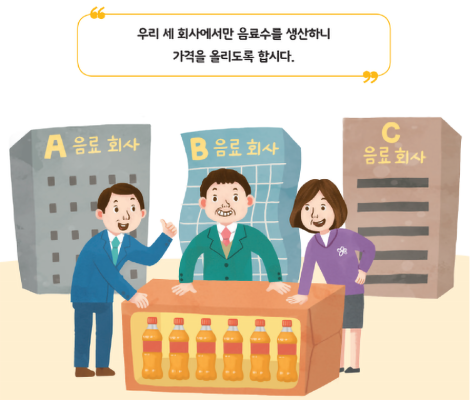 우리 세 회사에서만 음료수를 생산하니
가격을 올리도록 합시다.
A 음료 회사
B 음료 회사
C
음료 회사